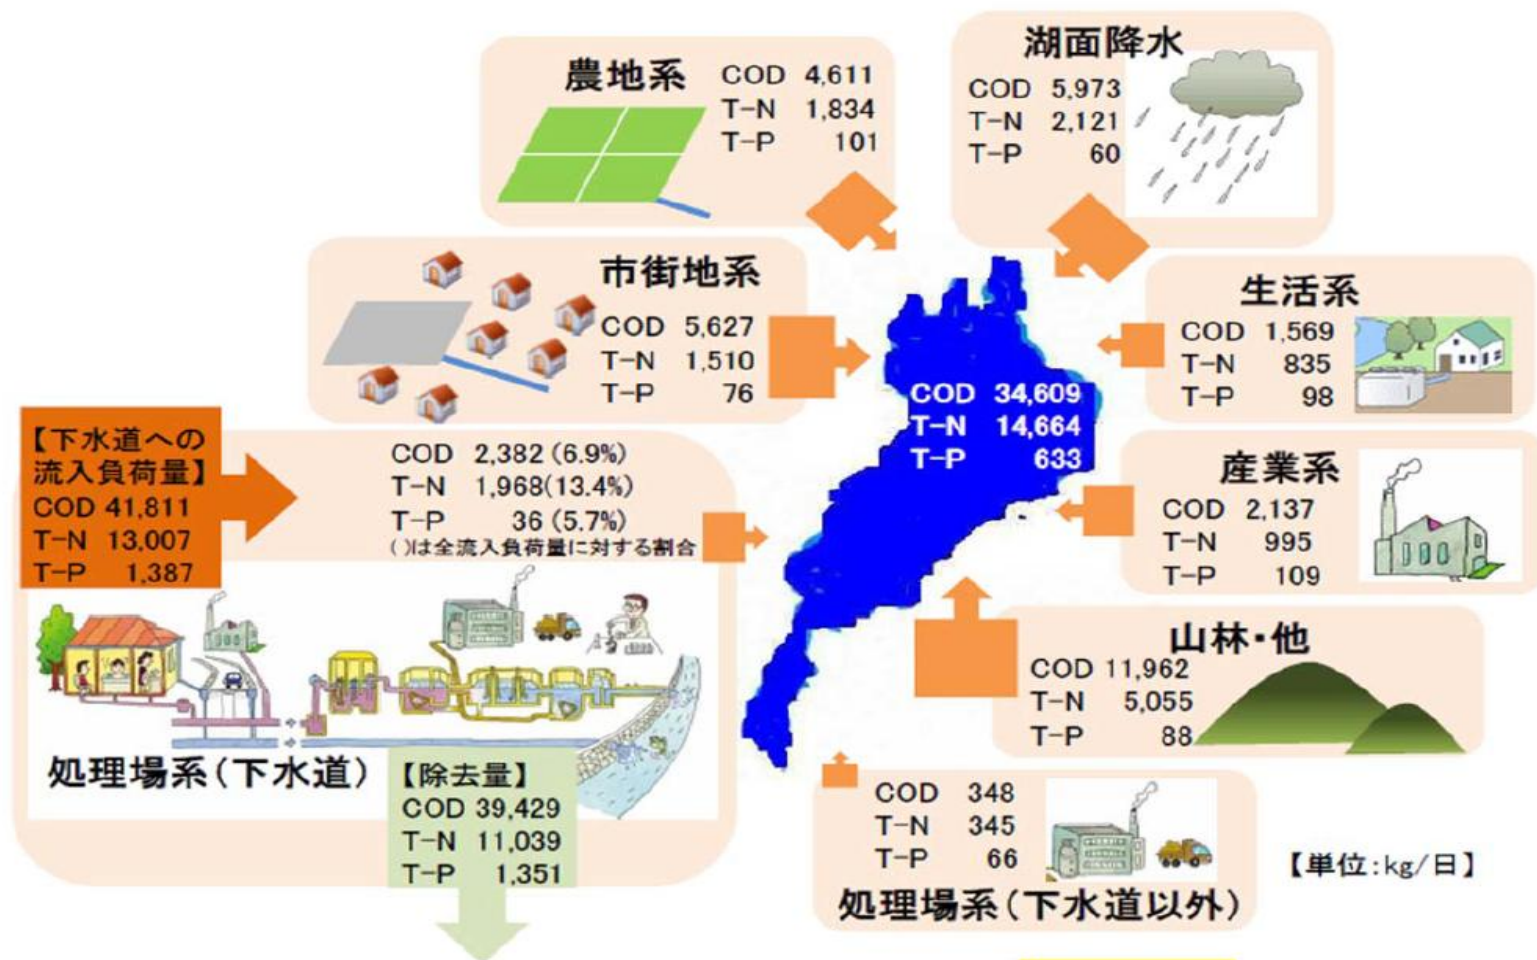 農地系
COD 4,611
T-N 1,834
T-P 101
湖面降水
COD 5,973
T-N 2,121
T-P 60
市街地系
COD 5,627
T-N 1,510
T-P 76
生活系
COD 1,569
T-N 835
T-P 98
COD 34,609
T-N 14,664
T-P 633
【下水道への
流入負荷量】
COD 41,811
T-N 13,007
T-P 1,387
COD 2,382 (6.9%)
T-N 1,968(13.4%)
T-P 36 (5.7%)
( )は全流入負荷量に対する割合
産業系
COD 2,137
T-N 995
T-P 109
山林・他
COD 11,962
T-N 5,055
T-P 88
処理場系(下水道)
【除去量】
COD 39,429
T-N 11,039
T-P 1,351
COD 348
T-N 345
T-P 66
処理場系(下水道以外)
【単位:kg/日】